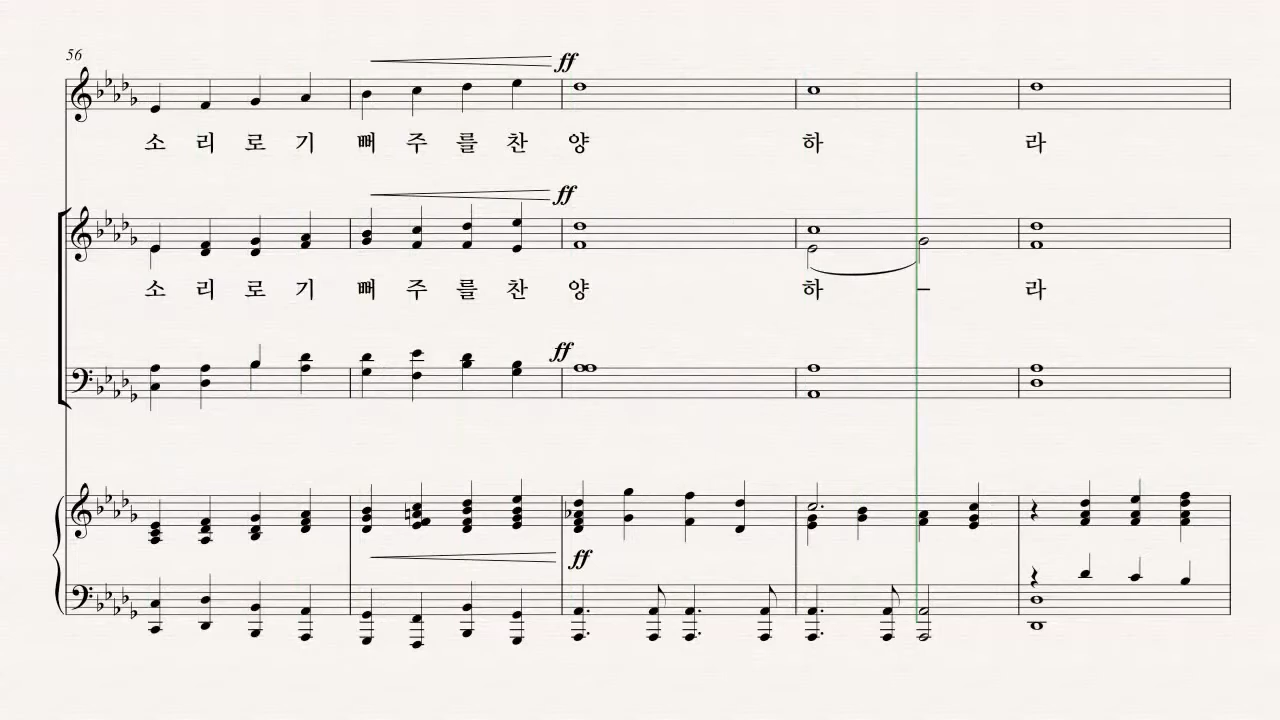 56
ff
소 리 로 기 뻐 주 를 찬 양 하 라
ff
소 리 로 기 뻐 주 를 찬 양 하 – 라
ff
ff